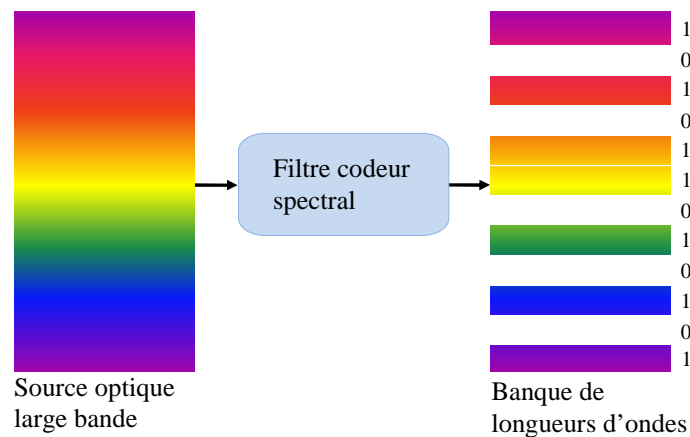 1
0
1
0
1
1
0
1
0
1
0
1
Filtre codeur
spectral
Source optique
large bande
Banque de
longueurs d’ondes